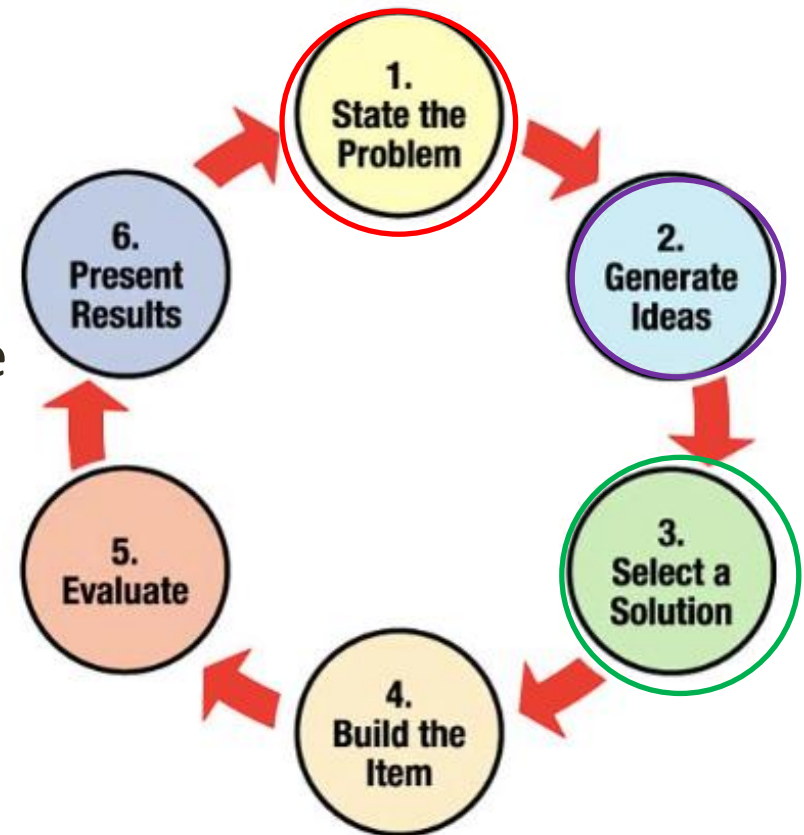 1.
State the
Problem
2.
Generate
Ideas
3.
Select a
Solution
4.
Build the
Item
5.
Evaluate
6.
Present
Results
e